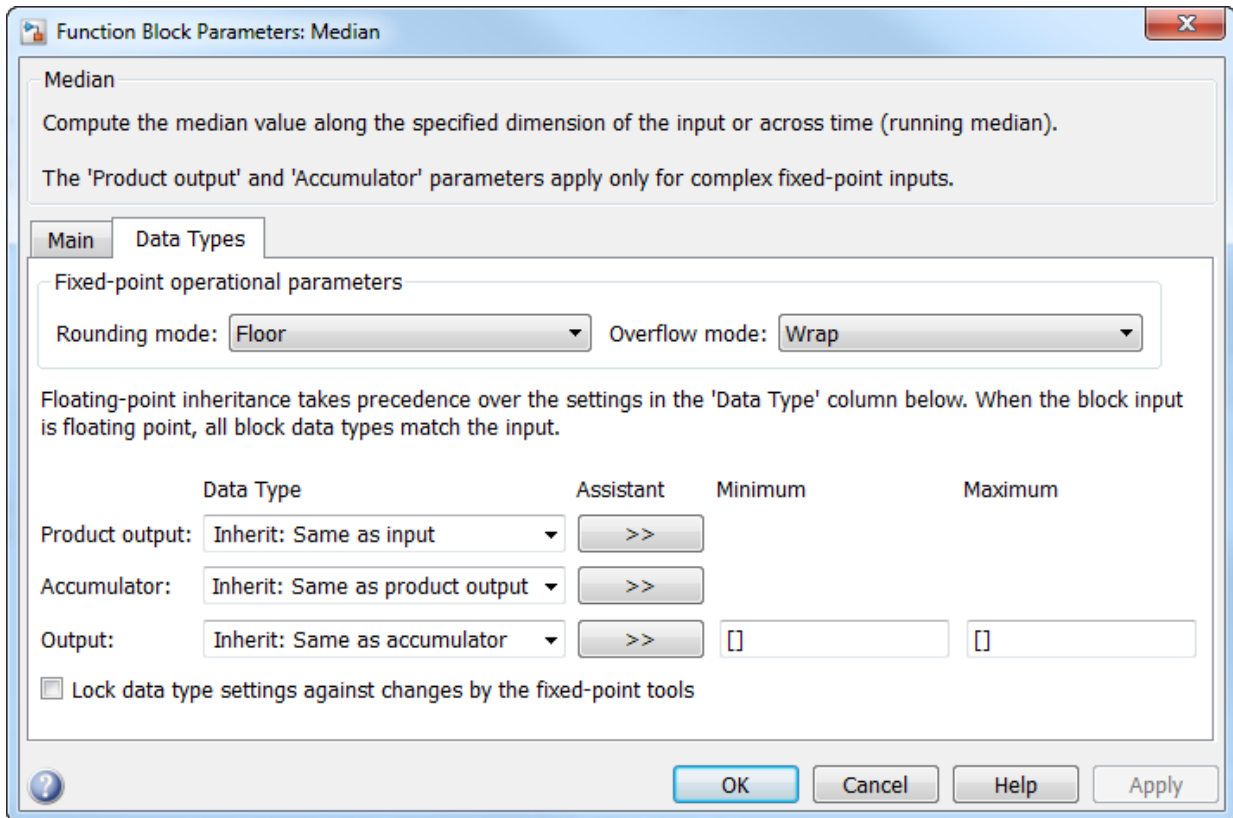 Function Block Parameters: Median
X
Median
Compute the median value along the specified dimension of the input or across time (running median).
The 'Product output' and 'Accumulator' parameters apply only for complex fixed-point inputs.
Main Data Types
Fixed-point operational parameters
Rounding mode: Floor Overflow mode: Wrap
Floating-point inheritance takes precedence over the settings in the 'Data Type' column below. When the block input
is floating point, all block data types match the input.
Data Type Assistant Minimum Maximum
Product output: Inherit: Same as input >>
Accumulator: Inherit: Same as product output >>
Output: Inherit: Same as accumulator >> [] []
Lock data type settings against changes by the fixed-point tools
? OK Cancel Help Apply